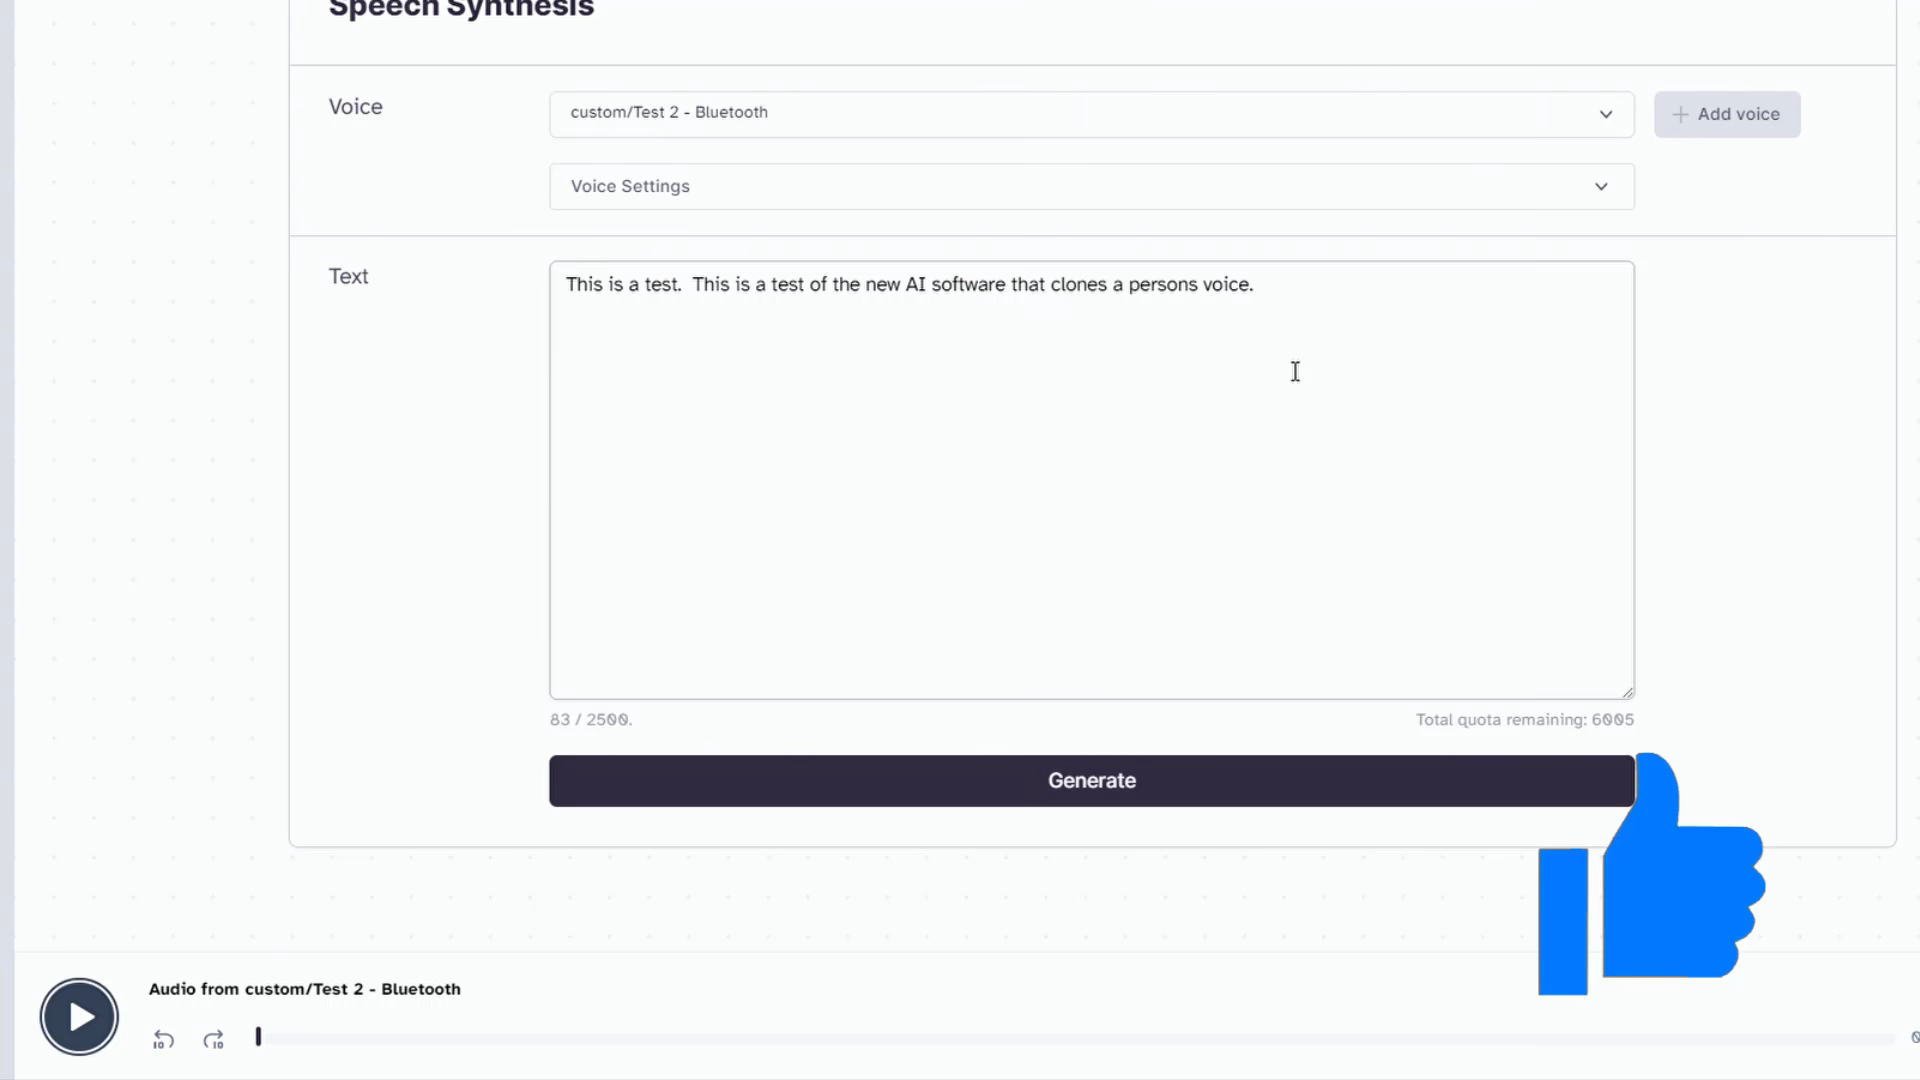 Speech Synthesis
Voice
custom/Test 2 - Bluetooth
Add voice
Voice Settings
Text
This is a test.  This is a test of the new AI software that clones a persons voice.
83 / 2500.
Total quota remaining: 6005
Generate
Audio from custom/Test 2 - Bluetooth
10
10